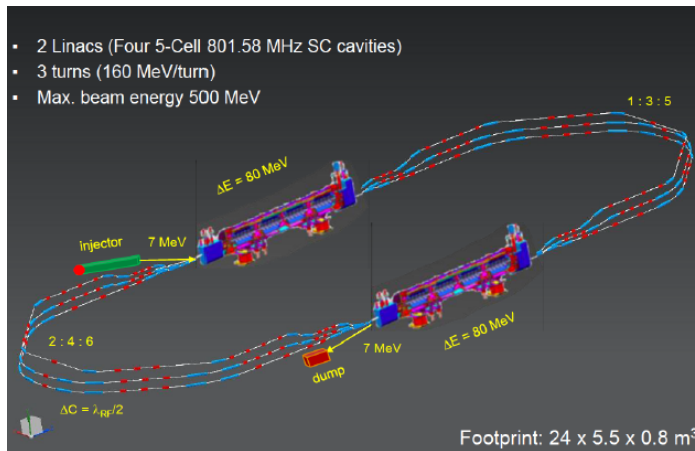 ▪ 2 Linacs (Four 5-Cell 801.58 MHz SC cavities)
▪ 3 turns (160 MeV/turn)
▪ Max. beam energy 500 MeV
1 : 3 : 5
ΔE = 80 MeV
injector
7 MeV
2 : 4 : 6
7 MeV
ΔE = 80 MeV
dump
ΔC = λRF/2
Footprint: 24 x 5.5 x 0.8 m³